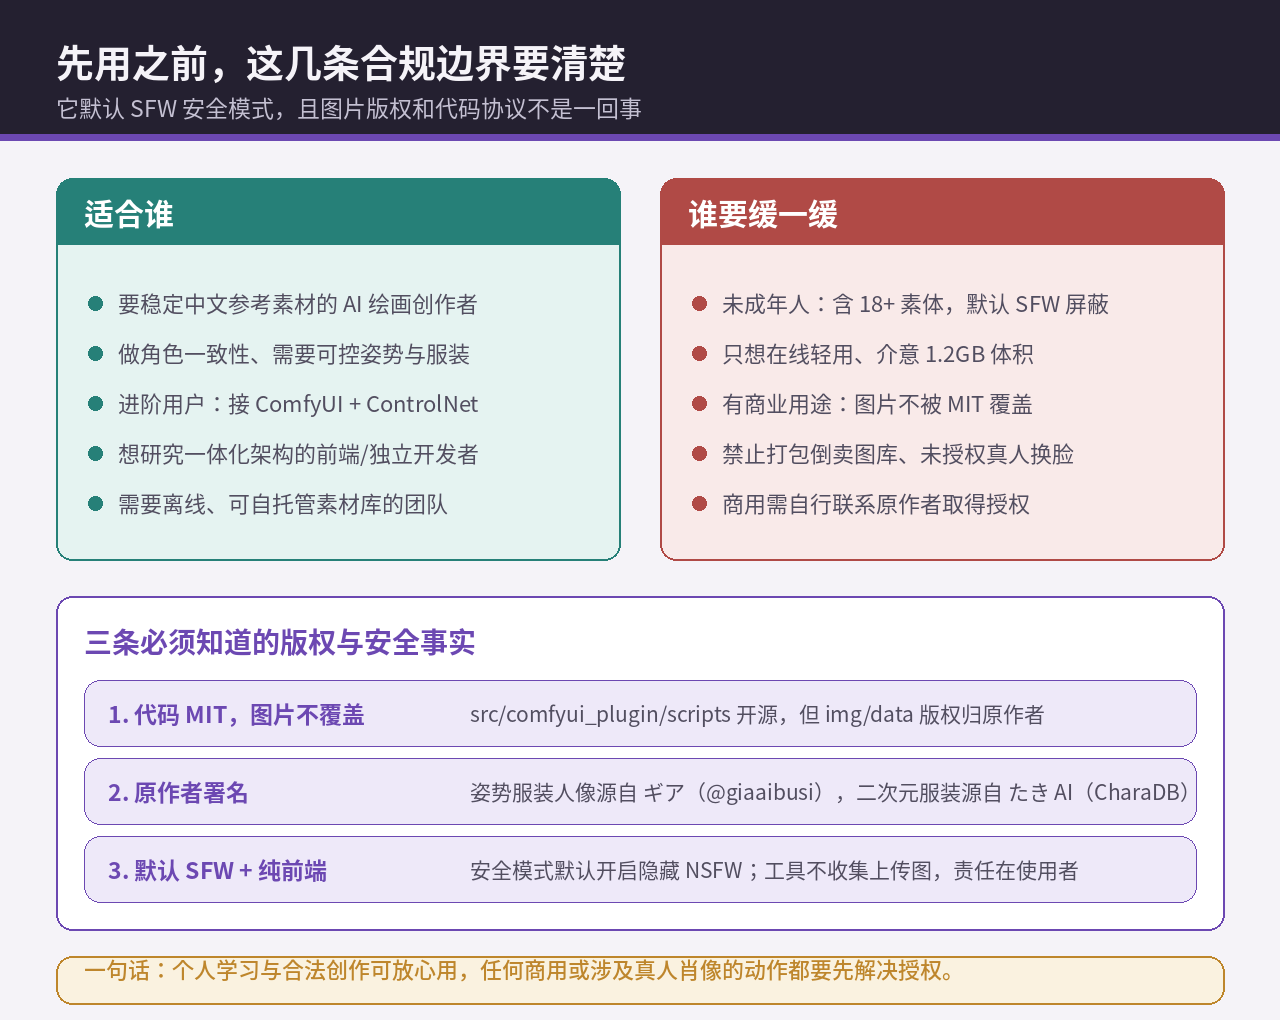 先用之前，这几条合规边界要清楚
它默认 SFW 安全模式，且图片版权和代码协议不是一回事
适合谁
要稳定中文参考素材的 AI 绘画创作者
做角色一致性、需要可控姿势与服装
进阶用户：接 ComfyUI + ControlNet
想研究一体化架构的前端/独立开发者
需要离线、可自托管素材库的团队
谁要缓一缓
未成年人：含 18+ 素体，默认 SFW 屏蔽
只想在线轻用、介意 1.2GB 体积
有商业用途：图片不被 MIT 覆盖
禁止打包倒卖图库、未授权真人换脸
商用需自行联系原作者取得授权
三条必须知道的版权与安全事实
1. 代码 MIT，图片不覆盖
src/comfyui_plugin/scripts 开源，但 img/data 版权归原作者
2. 原作者署名
姿势服装人像源自 ギア（@giaaibusi），二次元服装源自 たき AI（CharaDB）
3. 默认 SFW + 纯前端
安全模式默认开启隐藏 NSFW；工具不收集上传图，责任在使用者
一句话：个人学习与合法创作可放心用，任何商用或涉及真人肖像的动作都要先解决授权。